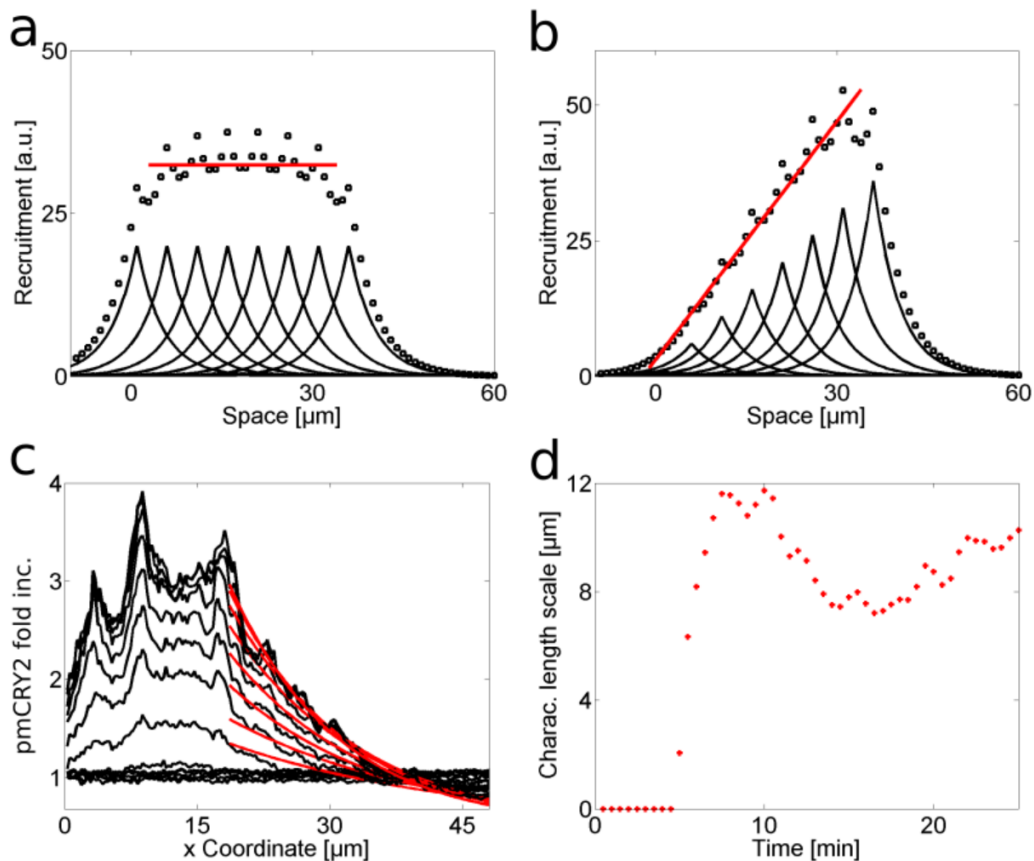 a
50
25
0
Recruitment [a.u.]
0
30
60
Space [µm]
b
50
25
0
Recruitment [a.u.]
0
30
60
Space [µm]
c
4
3
2
1
pmCRY2 fold inc.
0
15
30
45
x Coordinate [µm]
d
12
8
4
0
Charac. length scale [µm]
0
10
20
Time [min]